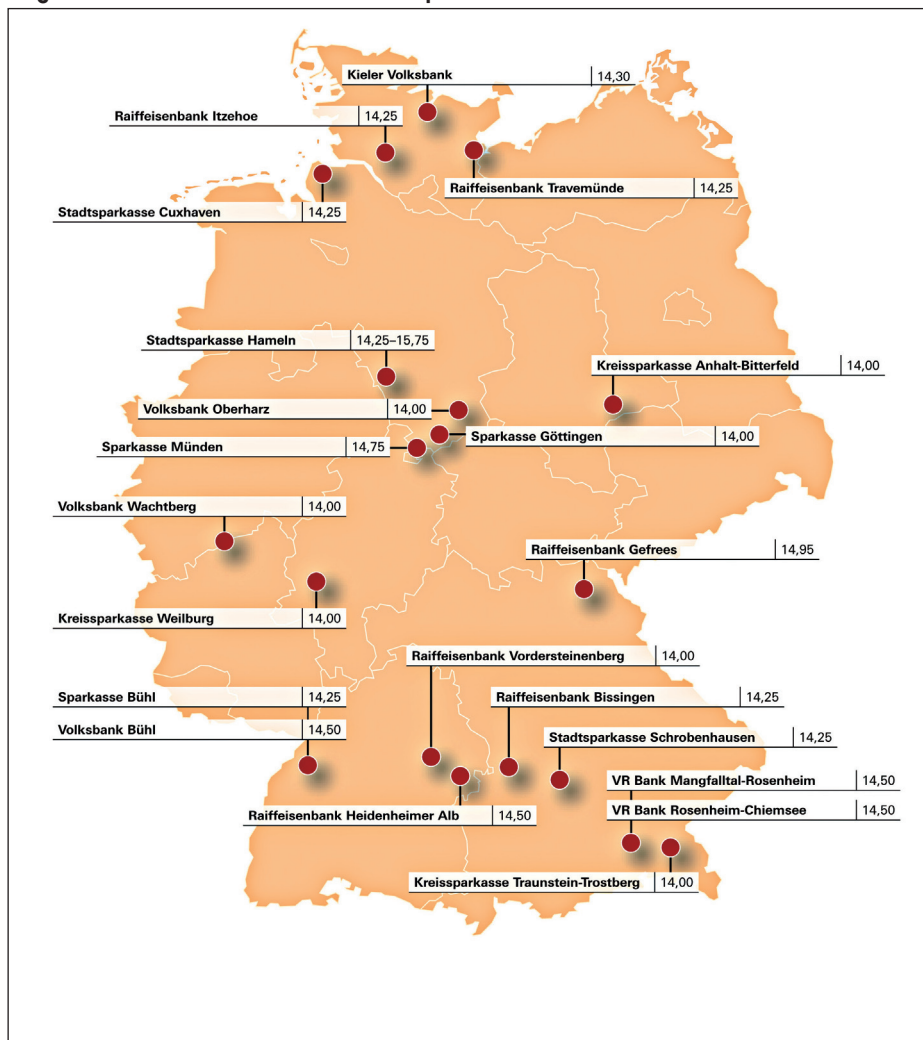 Kieler Volksbank 14,30
Raiffeisenbank Itzehoe 14,25
Raiffeisenbank Travemünde 14,25
Stadtsparkasse Cuxhaven 14,25
Stadtsparkasse Hameln 14,25–15,75
Kreissparkasse Anhalt-Bitterfeld 14,00
Volksbank Oberharz 14,00
Sparkasse Göttingen 14,00
Sparkasse Münden 14,75
Volksbank Wachtberg 14,00
Raiffeisenbank Gefrees 14,95
Kreissparkasse Weilburg 14,00
Raiffeisenbank Vordersteinenberg 14,00
Sparkasse Bühl 14,25
Raiffeisenbank Bissingen 14,25
Volksbank Bühl 14,50
Stadtsparkasse Schrobenhausen 14,25
VR Bank Mangfalltal-Rosenheim 14,50
VR Bank Rosenheim-Chiemsee 14,50
Raiffeisenbank Heidenheimer Alb 14,50
Kreissparkasse Traunstein-Trostberg 14,00